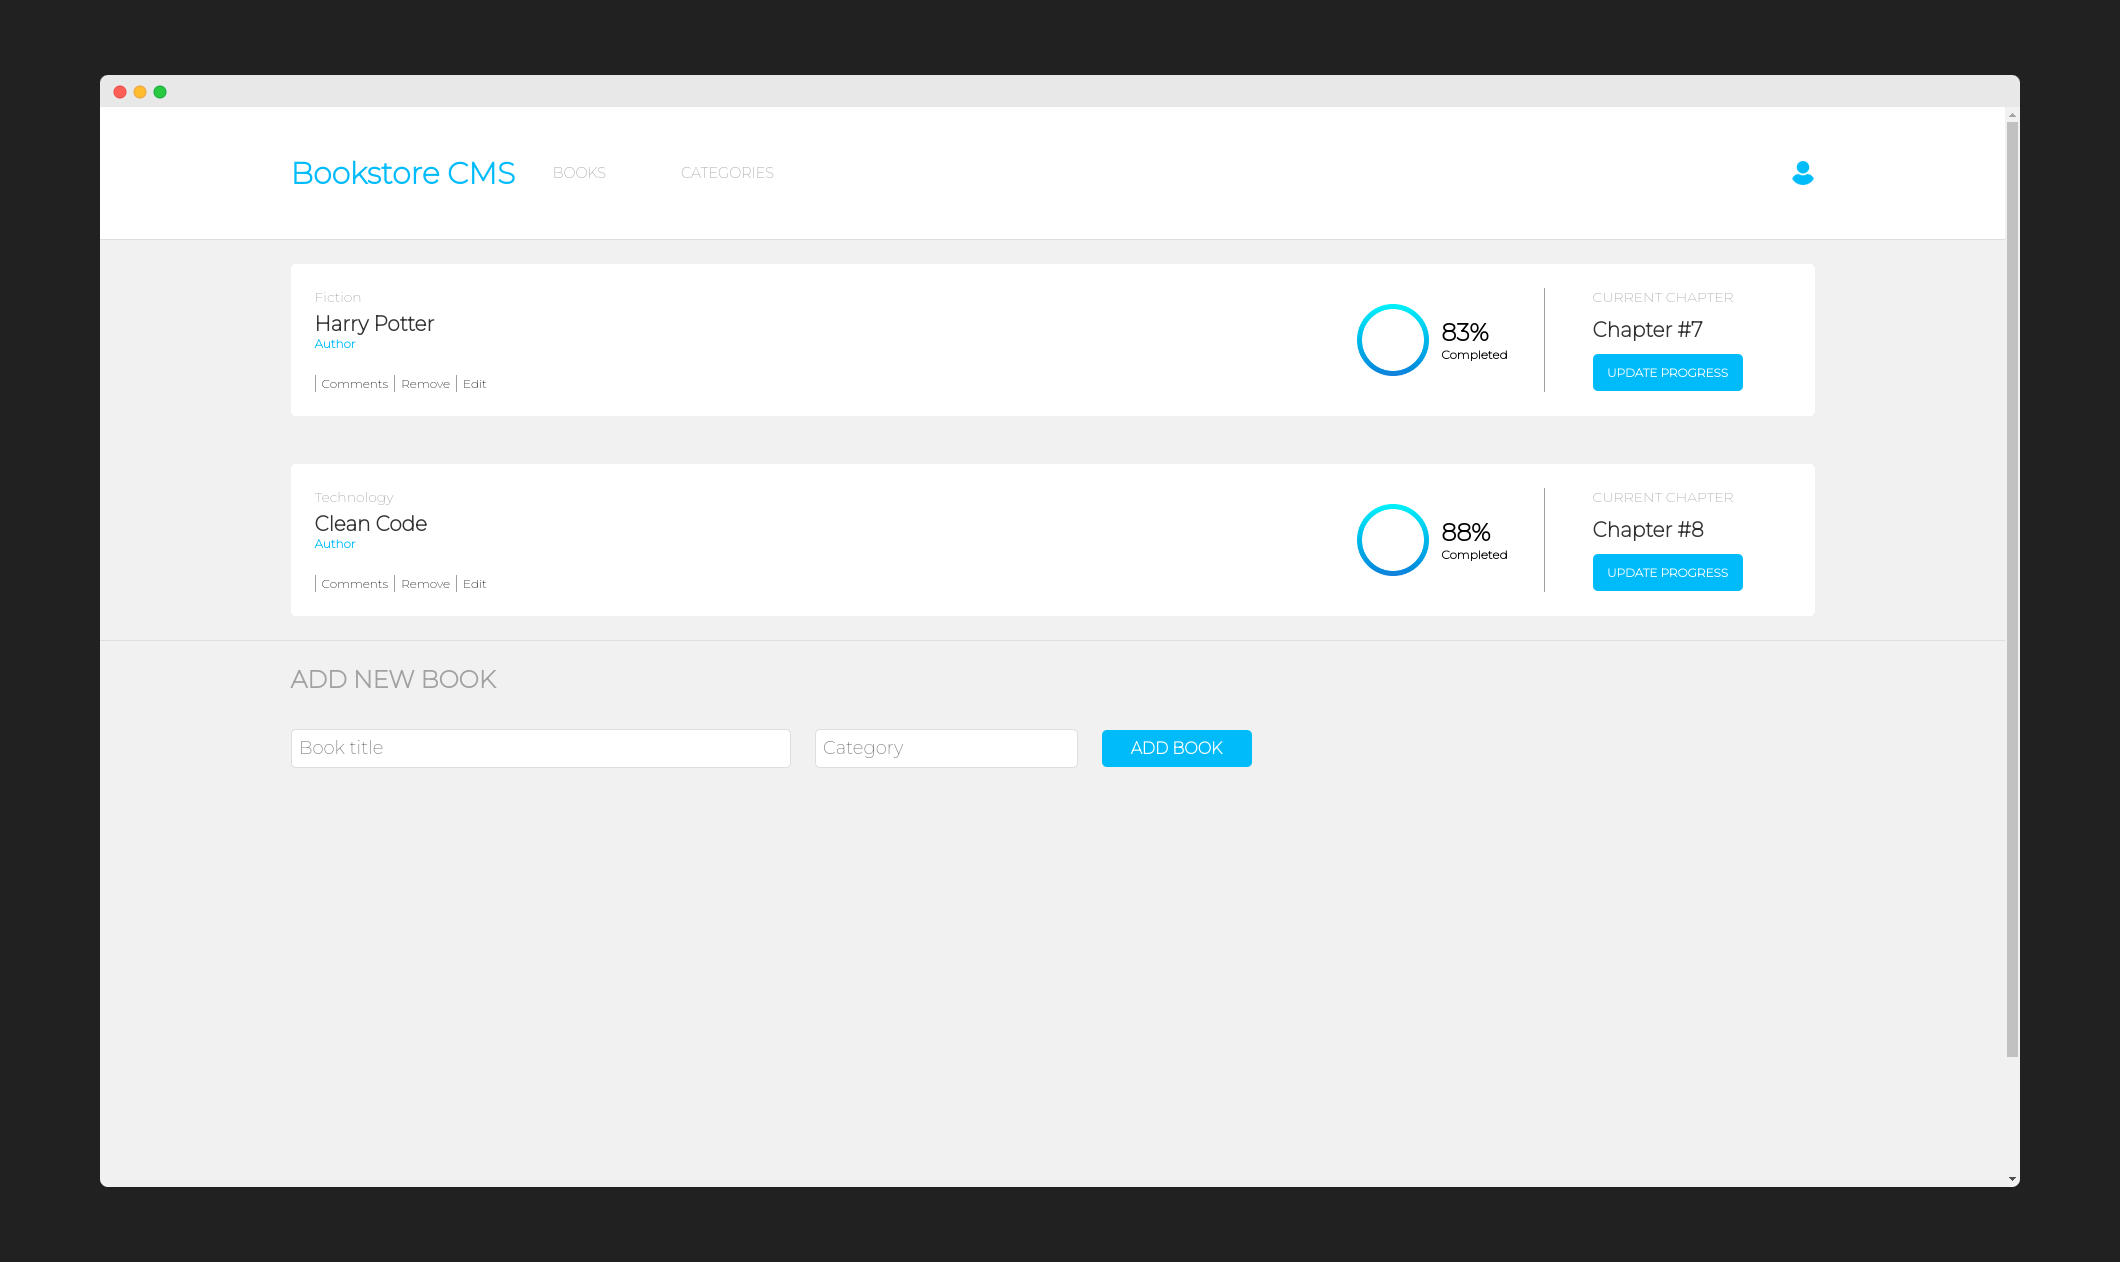 Bookstore CMS BOOKS CATEGORIES
Fiction
Harry Potter
Author
Comments Remove Edit
83%
Completed
CURRENT CHAPTER
Chapter #7
UPDATE PROGRESS
Technology
Clean Code
Author
Comments Remove Edit
88%
Completed
CURRENT CHAPTER
Chapter #8
UPDATE PROGRESS
ADD NEW BOOK
Book title Category ADD BOOK